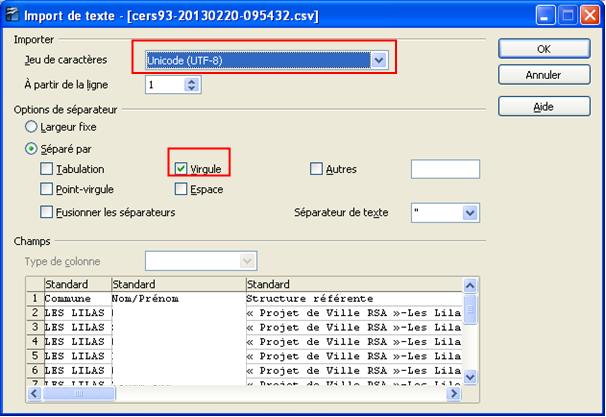 Import de texte - [cers93-20130220-095432.csv]
Importer
Jeu de caractères Unicode (UTF-8)
À partir de la ligne 1
OK
Annuler
Aide
Options de séparateur
Largeur fixe
Séparé par
Tabulation Virgule Autres
Point-virgule Espace
Fusionner les séparateurs Séparateur de texte "
Champs
Type de colonne
Standard Standard Standard
1 Commune Nom/Prénom Structure référente
2 LES LILAS « Projet de Ville RSA »-Les Lila
3 LES LILAS « Projet de Ville RSA »-Les Lila
4 LES LILAS « Projet de Ville RSA »-Les Lila
5 LES LILAS « Projet de Ville RSA »-Les Lila
6 LES LILAS « Projet de Ville RSA »-Les Lila
7 LES LILAS « Projet de Ville RSA »-Les Lila